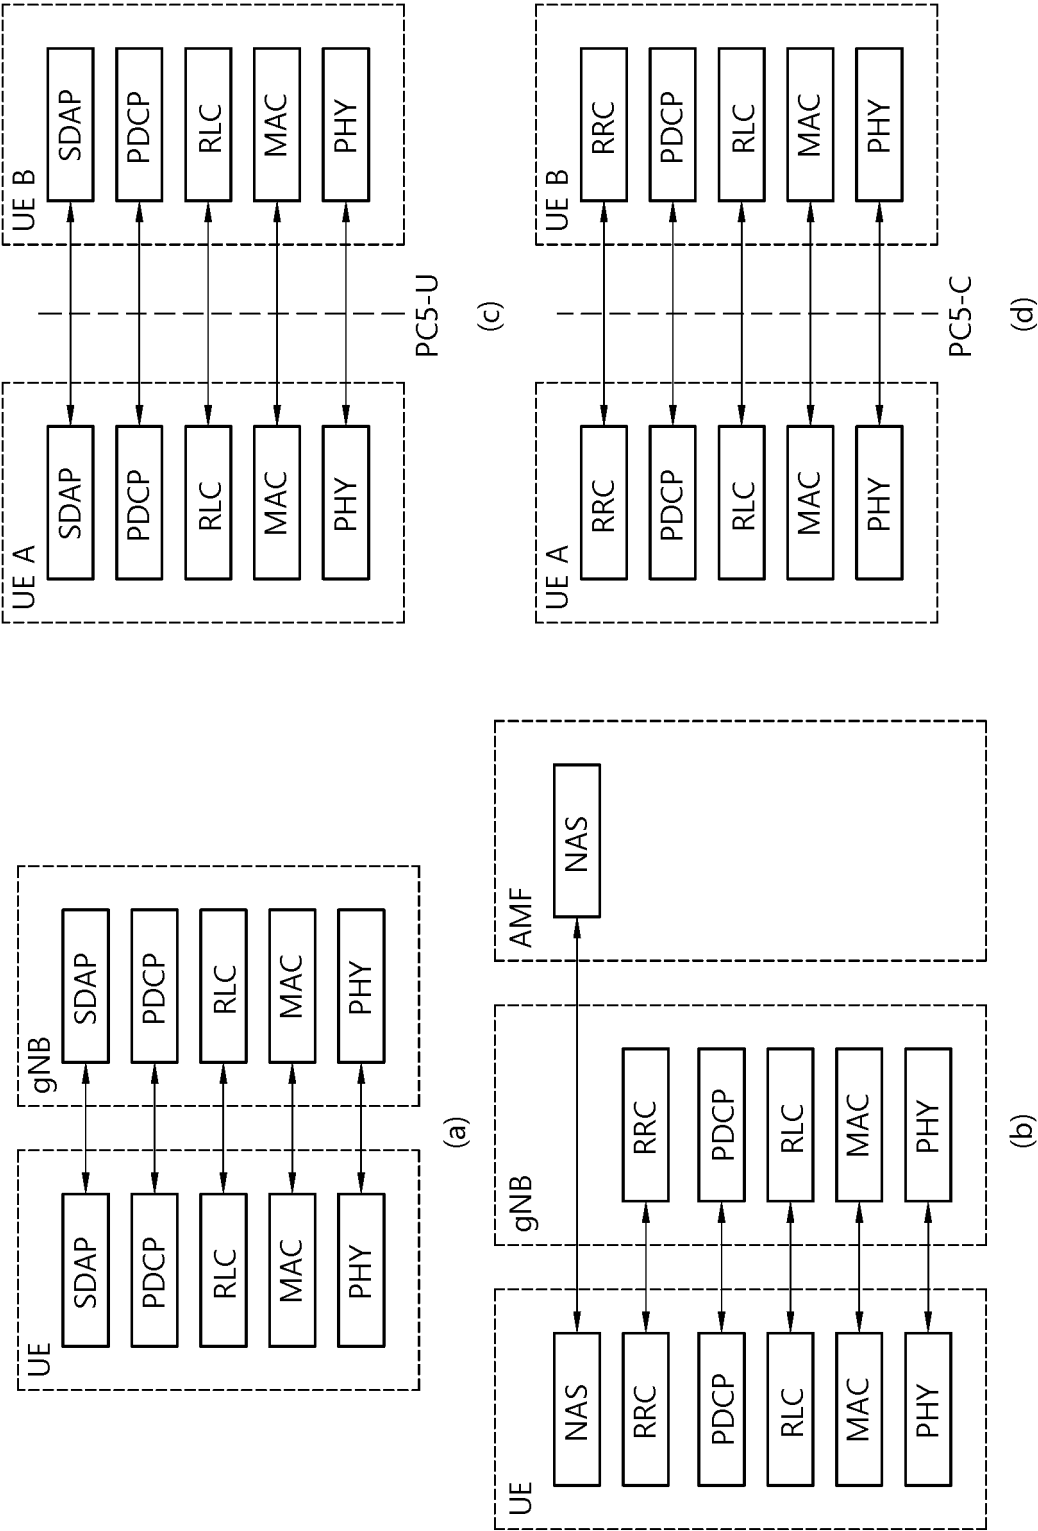 UE
gNB
SDAP
SDAP
PDCP
PDCP
RLC
RLC
MAC
MAC
PHY
PHY
(a)
UE
gNB
AMF
NAS
NAS
RRC
RRC
PDCP
PDCP
RLC
RLC
MAC
MAC
PHY
PHY
(b)
UE A
UE B
SDAP
SDAP
PDCP
PDCP
RLC
RLC
MAC
MAC
PHY
PHY
PC5-U
(c)
UE A
UE B
RRC
RRC
PDCP
PDCP
RLC
RLC
MAC
MAC
PHY
PHY
PC5-C
(d)